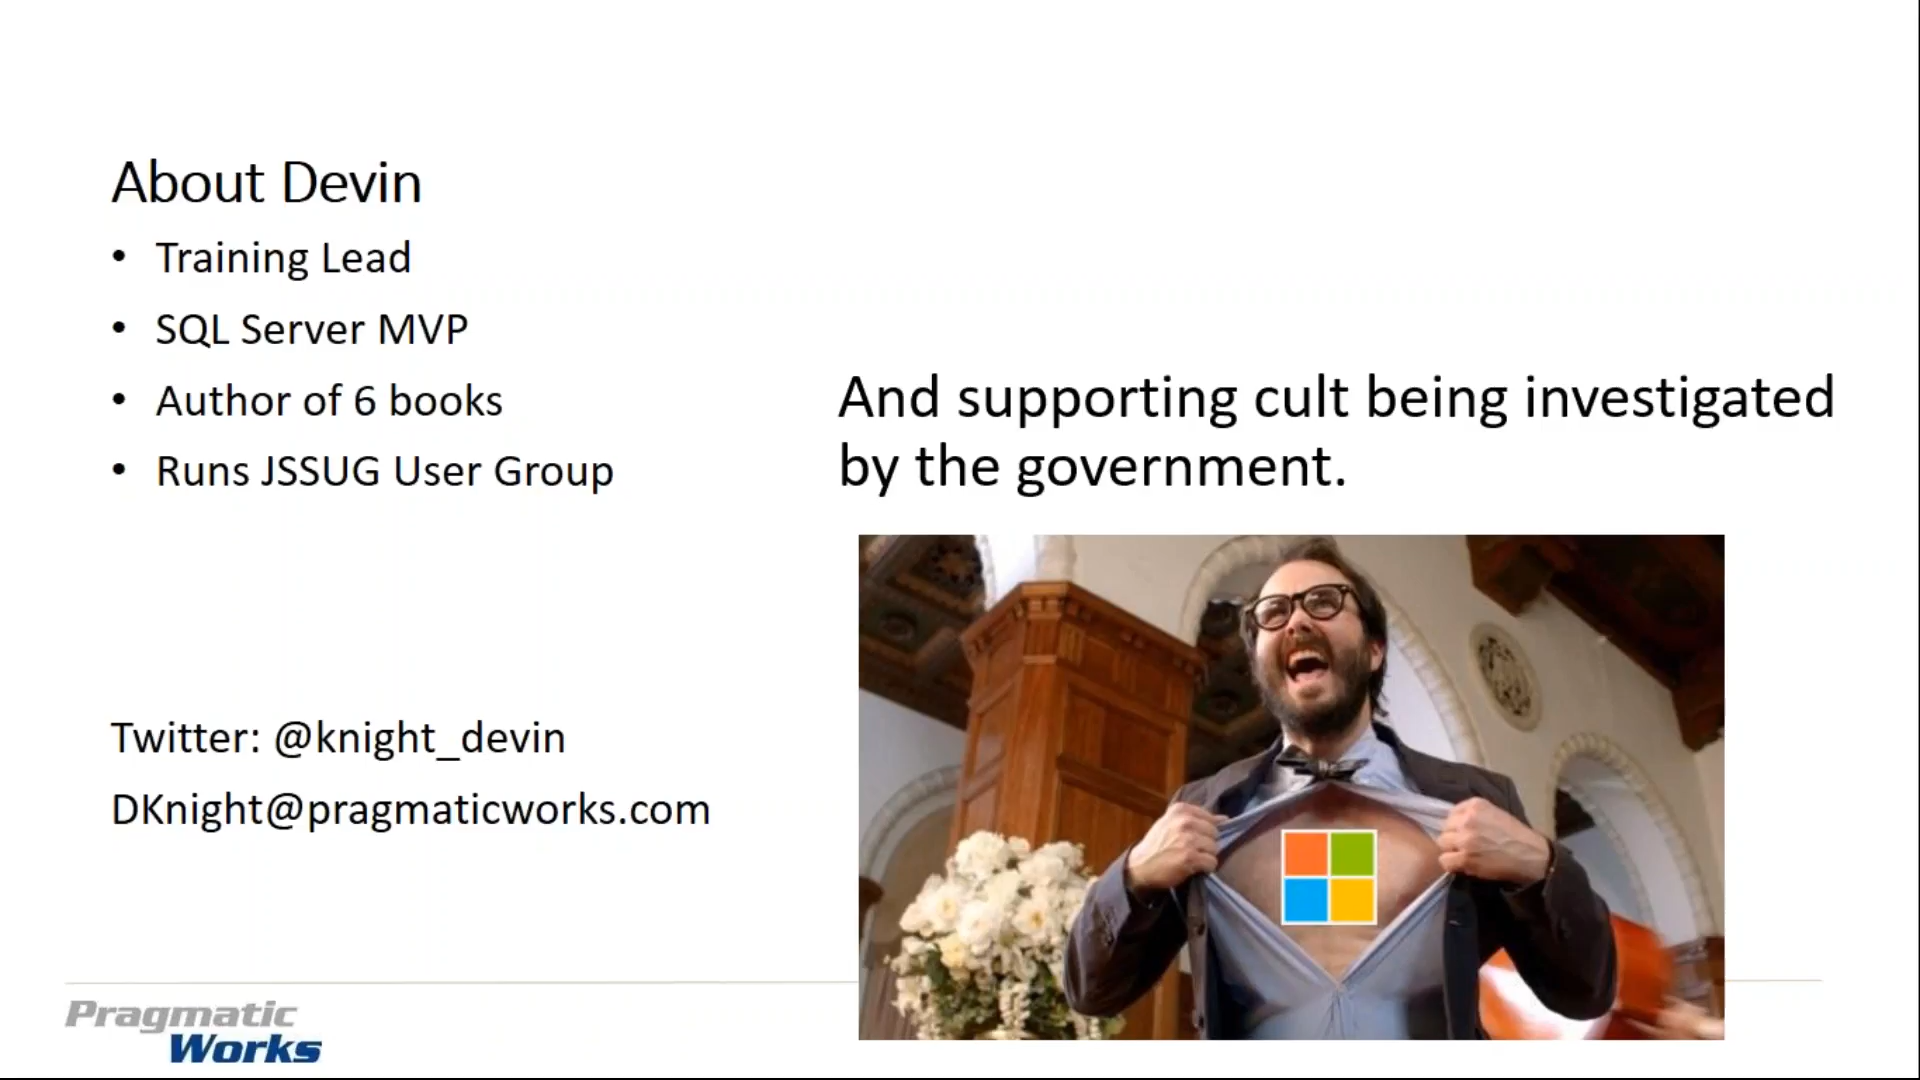 About Devin
• Training Lead
• SQL Server MVP
• Author of 6 books
• Runs JSSUG User Group
Twitter: @knight_devin
DKnight@pragmaticworks.com
And supporting cult being investigated
by the government.
Pragmatic
Works